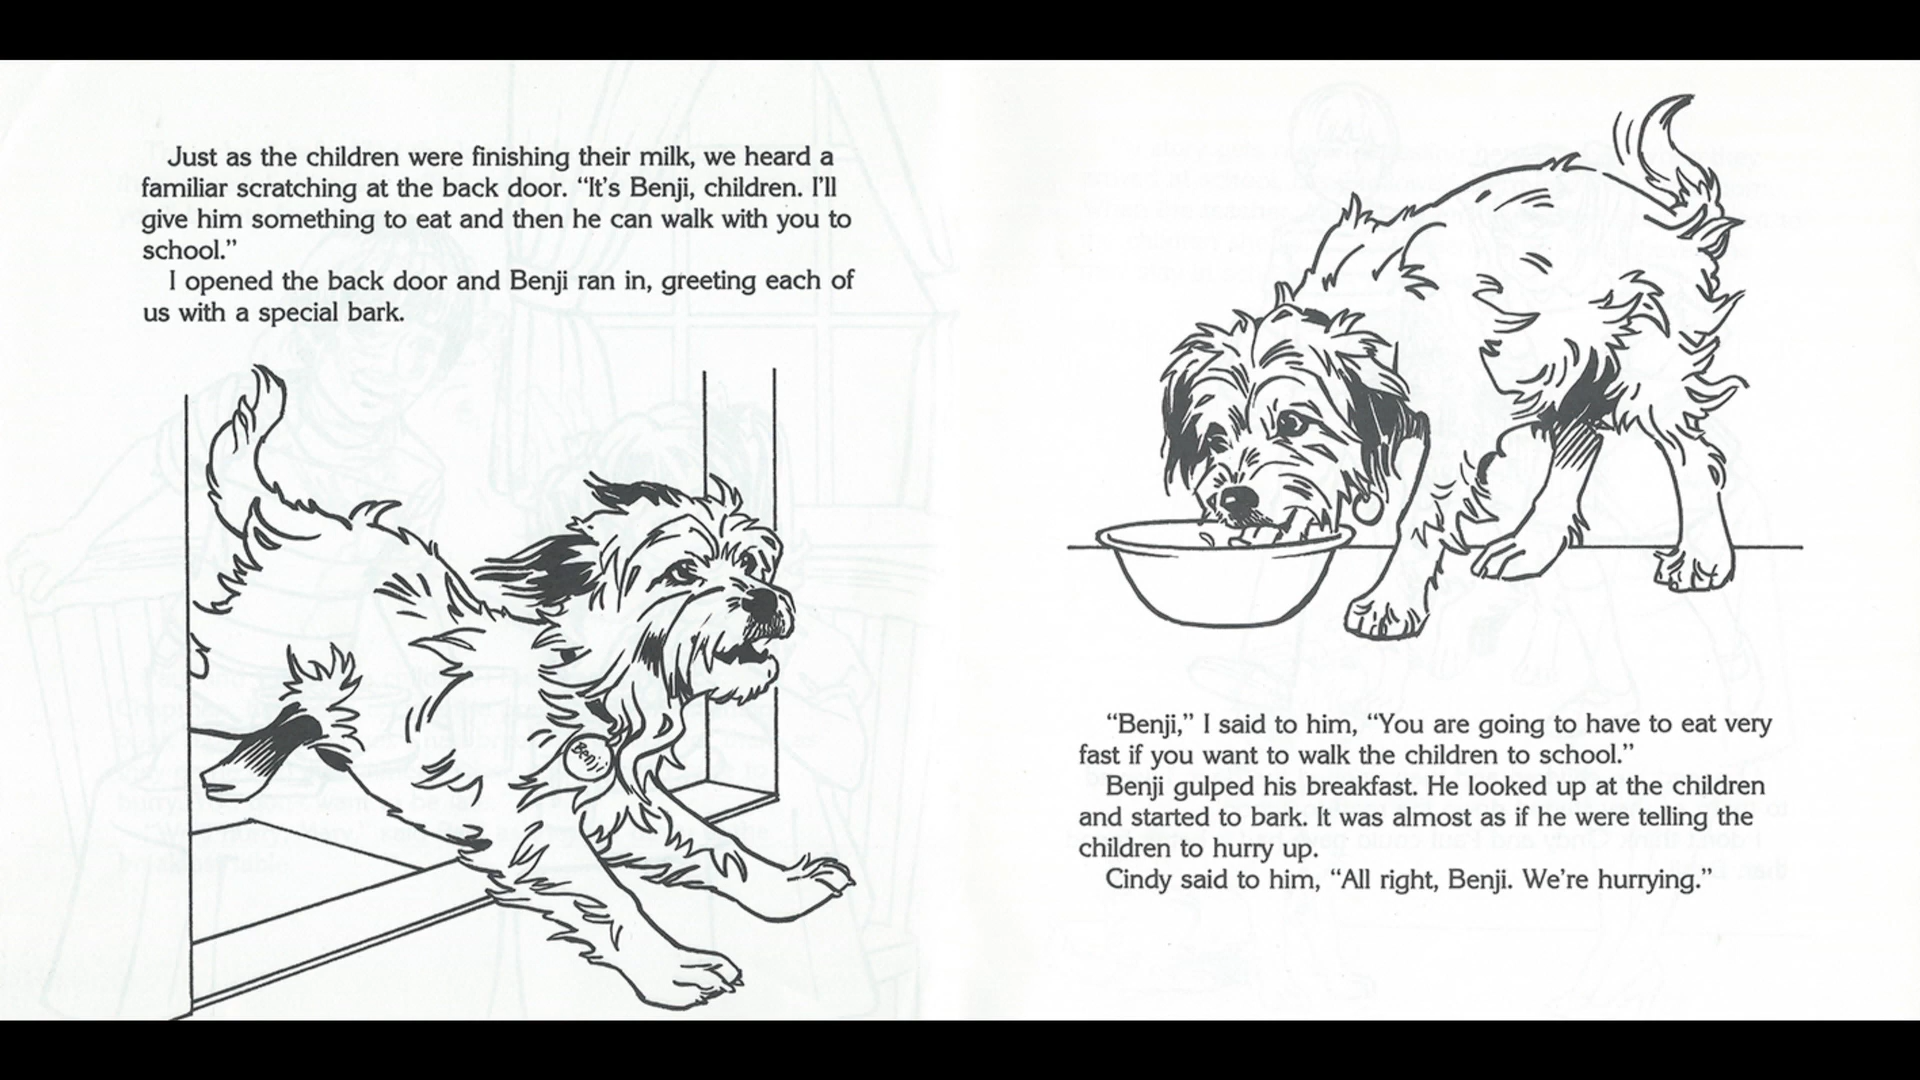 Just as the children were finishing their milk, we heard a
familiar scratching at the back door. “It's Benji, children. I'll
give him something to eat and then he can walk with you to
school.”
I opened the back door and Benji ran in, greeting each of
us with a special bark.
Benji
“Benji,” I said to him, “You are going to have to eat very
fast if you want to walk the children to school.”
Benji gulped his breakfast. He looked up at the children
and started to bark. It was almost as if he were telling the
children to hurry up.
Cindy said to him, “All right, Benji. We're hurrying.”